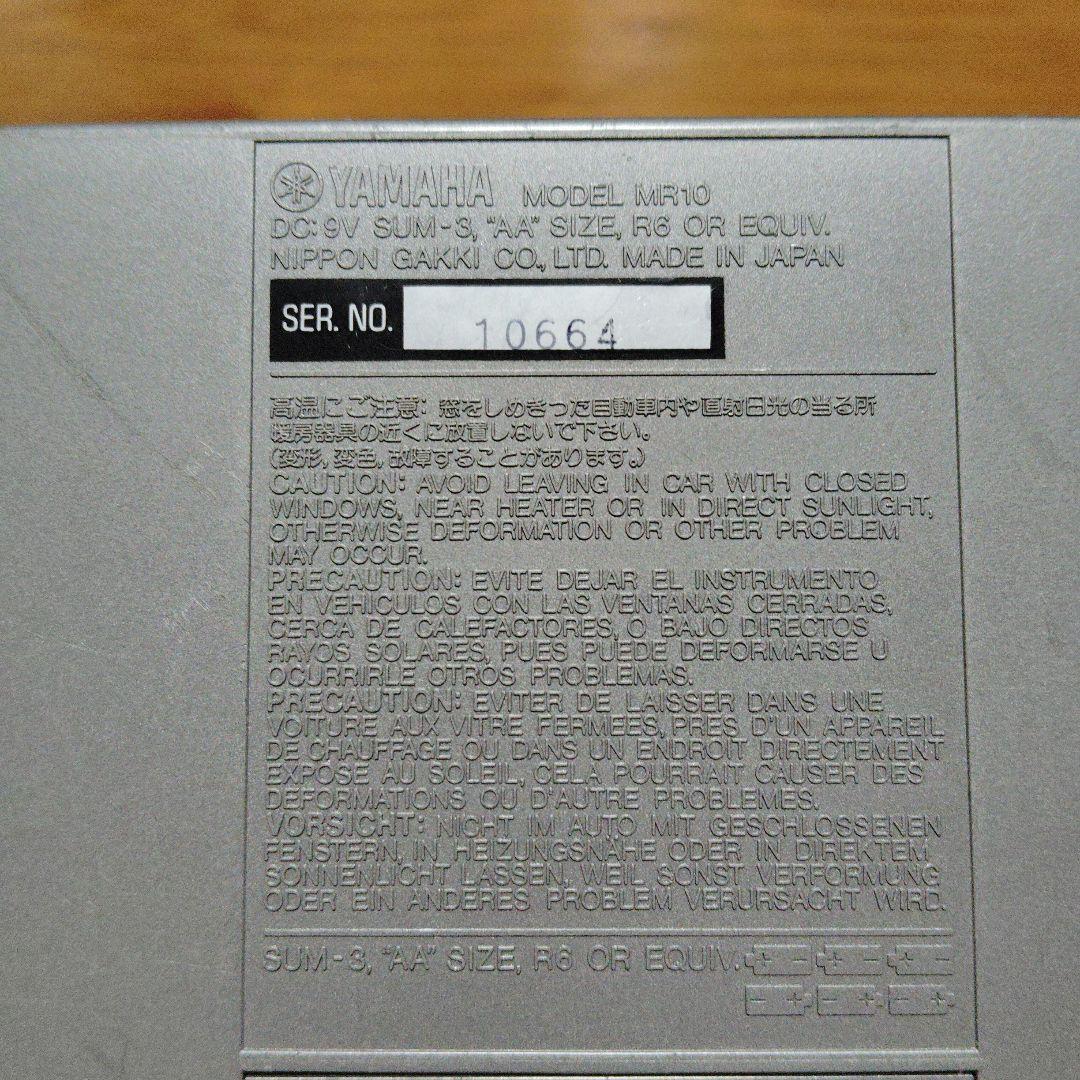 YAMAHA MODEL MR10
DC: 9V SUM-3, "AA" SIZE, R6 OR EQUIV.
NIPPON GAKKI CO., LTD. MADE IN JAPAN
SER. NO. 10664
高温にご注意: 窓をしめきった自動車内や直射日光の当る所
暖房器具の近くに放置しないで下さい。
(変形, 変色, 故障することがあります。)
CAUTION: AVOID LEAVING IN CAR WITH CLOSED
WINDOWS, NEAR HEATER OR IN DIRECT SUNLIGHT,
OTHERWISE DEFORMATION OR OTHER PROBLEM
MAY OCCUR.
PRECAUTION: EVITE DEJAR EL INSTRUMENTO
EN VEHICULOS CON LAS VENTANAS CERRADAS,
CERCA DE CALEFACTORES, O BAJO DIRECTOS
RAYOS SOLARES, PUES PUEDE DEFORMARSE U
OCURRIRLE OTROS PROBLEMAS.
PRECAUTION: EVITER DE LAISSER DANS UNE
VOITURE AUX VITRE FERMEES, PRES D'UN APPAREIL
DE CHAUFFAGE OU DANS UN ENDROIT DIRECTEMENT
EXPOSE AU SOLEIL, CELA POURRAIT CAUSER DES
DEFORMATIONS OU D'AUTRE PROBLEMES.
VORSICHT: NICHT IM AUTO MIT GESCHLOSSENEN
FENSTERN, IN HEIZUNGSNÄHE ODER IN DIREKTEM
SONNENLICHT LASSEN, WEIL SONST VERFORMUNG
ODER EIN ANDERES PROBLEM VERURSACHT WIRD.
SUM-3, "AA" SIZE, R6 OR EQUIV. + - + - + -
- + - + - +